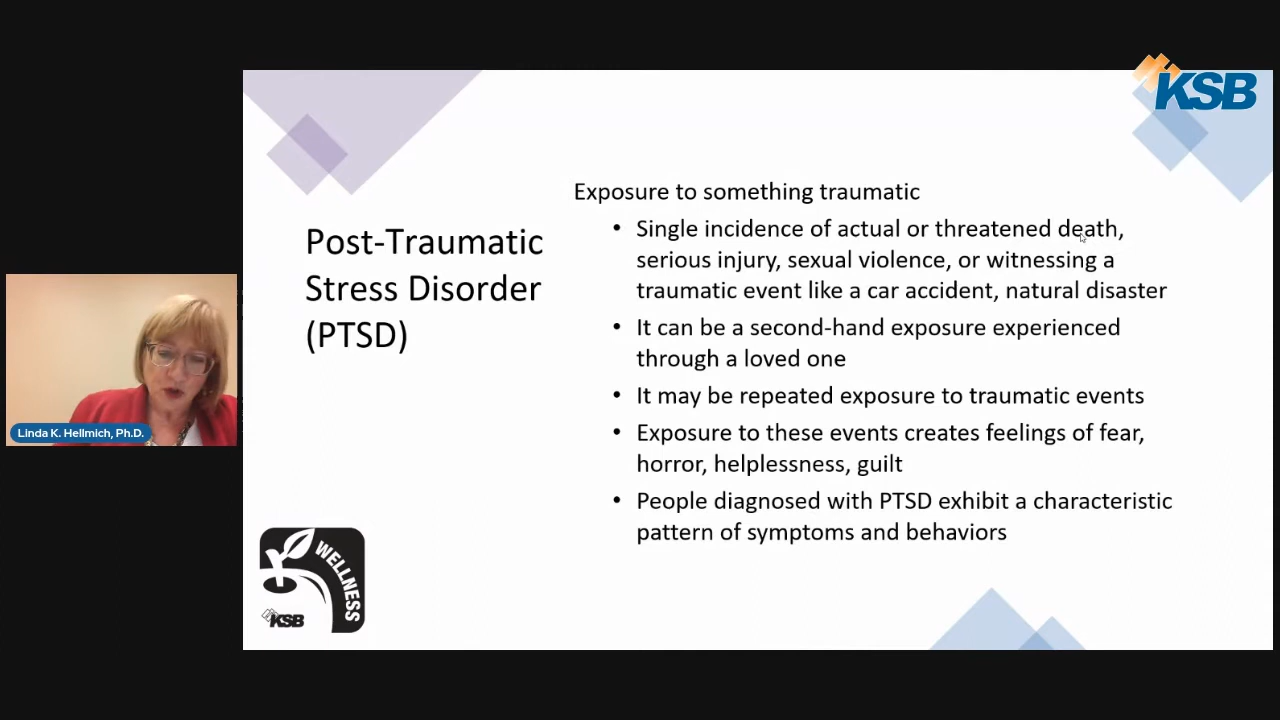 KSB
Exposure to something traumatic
• Single incidence of actual or threatened death,
serious injury, sexual violence, or witnessing a
traumatic event like a car accident, natural disaster
• It can be a second-hand exposure experienced
through a loved one
• It may be repeated exposure to traumatic events
• Exposure to these events creates feelings of fear,
horror, helplessness, guilt
• People diagnosed with PTSD exhibit a characteristic
pattern of symptoms and behaviors
Post-Traumatic
Stress Disorder
(PTSD)
Linda K. Hellmich, Ph.D.
WELLNESS
KSB